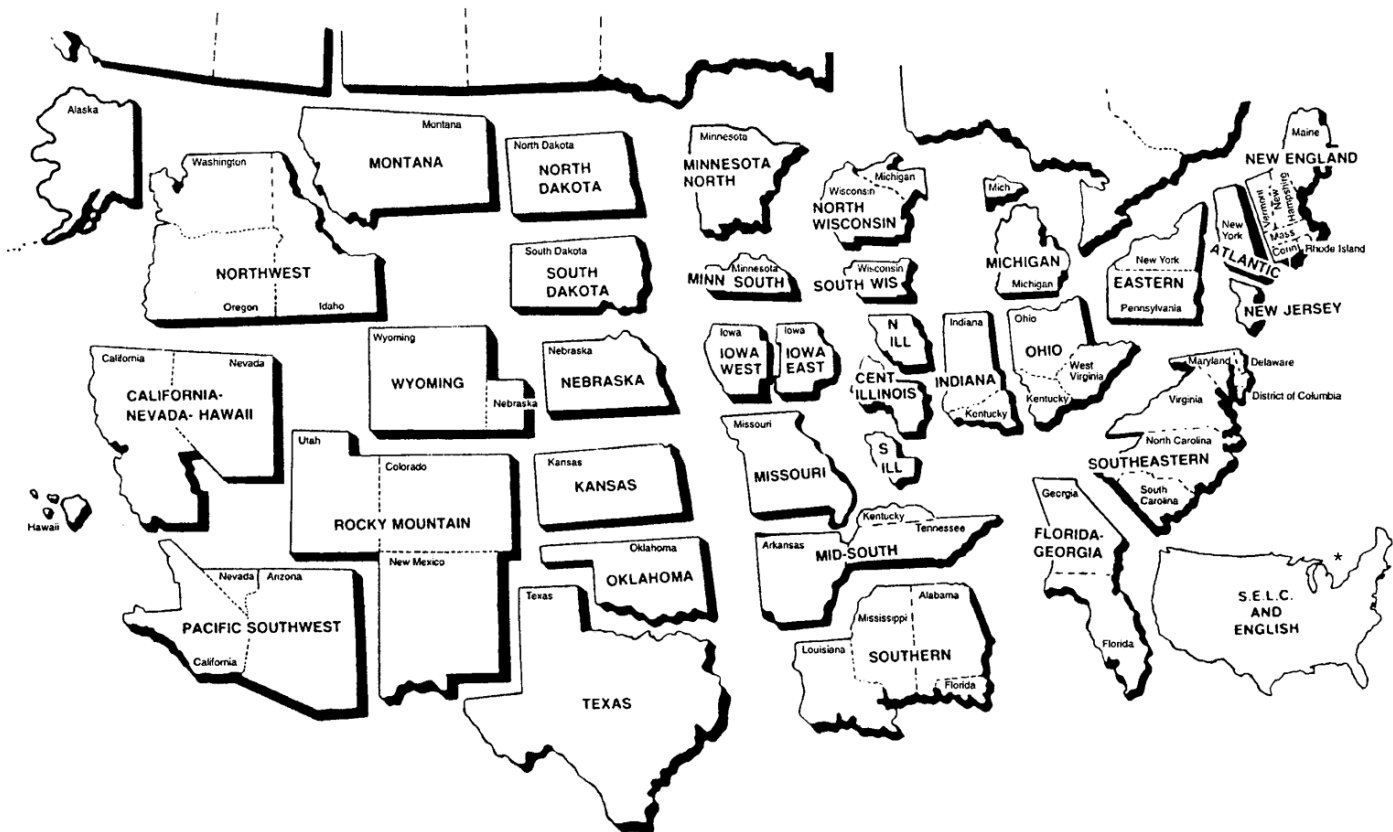 Alaska
Washington
NORTHWEST
Oregon
Idaho
Montana
MONTANA
North Dakota
NORTH
DAKOTA
South Dakota
SOUTH
DAKOTA
Minnesota
MINNESOTA
NORTH
Minnesota
MINN SOUTH
Michigan
Wisconsin
NORTH
WISCONSIN
Wisconsin
SOUTH WIS
Mich
MICHIGAN
Michigan
New York
EASTERN
Pennsylvania
New
York
ATLANTIC
Maine
NEW ENGLAND
Vermont
New
Hampshire
Mass
Conn
Rhode Island
NEW JERSEY
California
Nevada
CALIFORNIA-
NEVADA- HAWAII
Hawaii
Wyoming
WYOMING
Nebraska
Nebraska
NEBRASKA
Iowa
IOWA
WEST
Iowa
IOWA
EAST
N
ILL
CENT
ILLINOIS
S
ILL
Indiana
INDIANA
Kentucky
Ohio
OHIO
West
Virginia
Kentucky
Maryland
Delaware
District of Columbia
Virginia
North Carolina
SOUTHEASTERN
South
Carolina
Utah
Colorado
ROCKY MOUNTAIN
New Mexico
Kansas
KANSAS
Missouri
MISSOURI
Nevada
Arizona
PACIFIC SOUTHWEST
California
Oklahoma
OKLAHOMA
Texas
TEXAS
Arkansas
Kentucky
Tennessee
MID-SOUTH
Louisiana
Mississippi
Alabama
SOUTHERN
Florida
Georgia
FLORIDA-
GEORGIA
Florida
*
S.E.L.C.
AND
ENGLISH